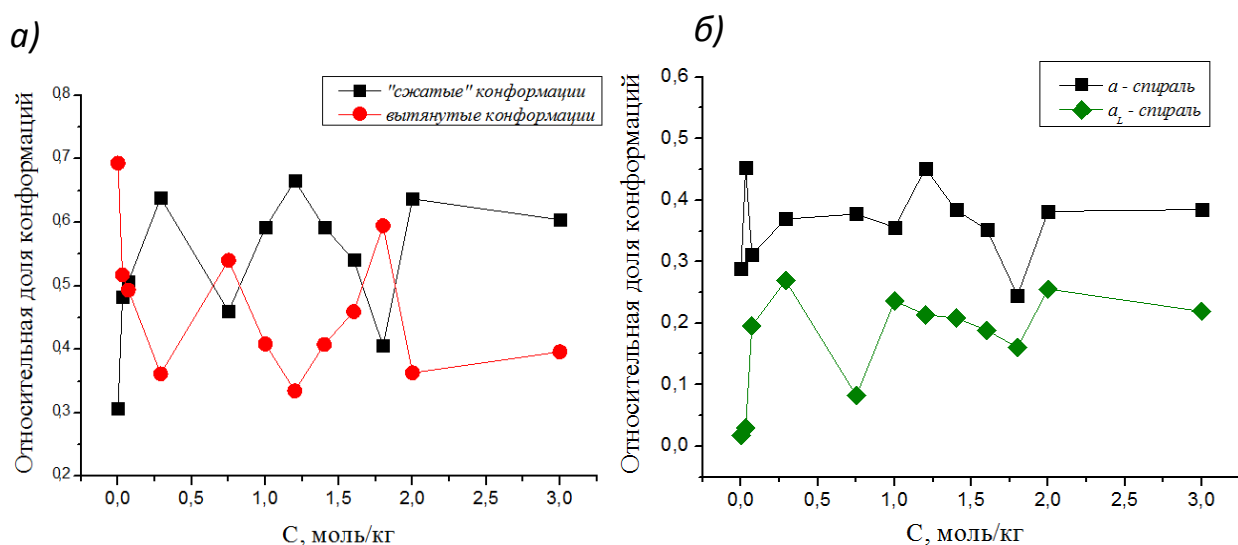 а)
"сжатые" конформации
вытянутые конформации
Относительная доля конформаций
0,8
0,7
0,6
0,5
0,4
0,3
0,2
0,0 0,5 1,0 1,5 2,0 2,5 3,0
С, моль/кг
б)
а - спираль
а_L - спираль
Относительная доля конформаций
0,6
0,5
0,4
0,3
0,2
0,1
0,0
0,0 0,5 1,0 1,5 2,0 2,5 3,0
С, моль/кг